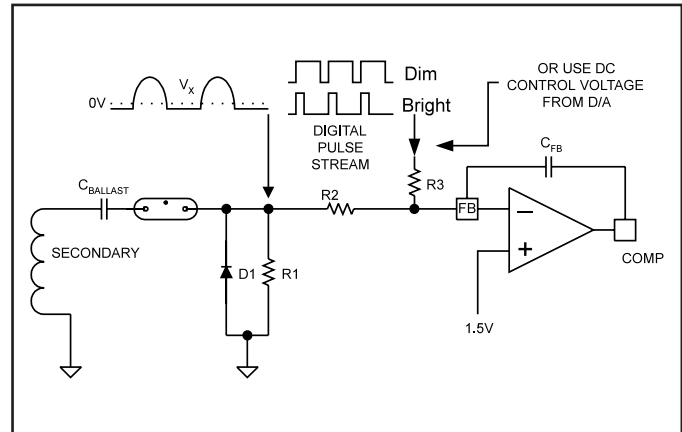 0V
VX
Dim
Bright
DIGITAL
PULSE
STREAM
OR USE DC
CONTROL VOLTAGE
FROM D/A
CBALLAST
R2
R3
CFB
FB
−
+
COMP
SECONDARY
D1
R1
1.5V